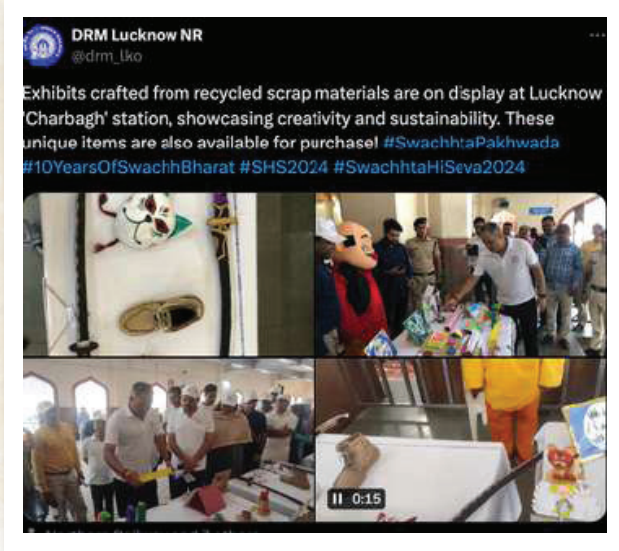 DRM Lucknow NR
@drm_lko
Exhibits crafted from recycled scrap materials are on display at Lucknow
'Charbagh' station, showcasing creativity and sustainability. These
unique items are also available for purchase! #SwachhtaPakhwada
#10YearsOfSwachhBharat #SHS2024 #SwachhtaHiSeva2024
0:15